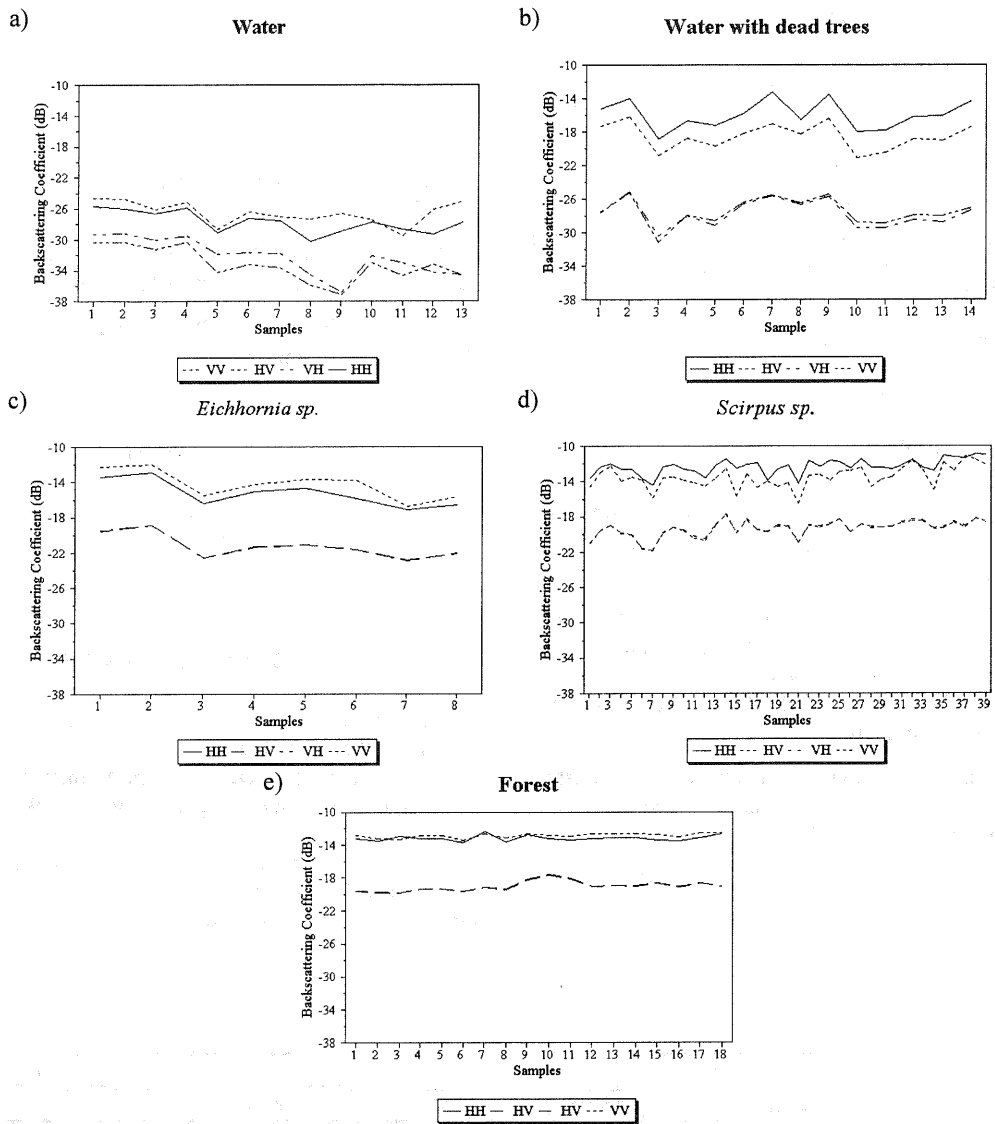 a)
Water
Backscattering Coefficient (dB)
-10
-14
-18
-22
-26
-30
-34
-38
1 2 3 4 5 6 7 8 9 10 11 12 13
Samples
VV HV VH HH
b)
Water with dead trees
Backscattering Coefficient (dB)
-10
-14
-18
-22
-26
-30
-34
-38
1 2 3 4 5 6 7 8 9 10 11 12 13 14
Sample
HH HV VH VV
c)
Eichhornia sp.
Backscattering Coefficient (dB)
-10
-14
-18
-22
-26
-30
-34
-38
1 2 3 4 5 6 7 8
Samples
HH HV VH VV
d)
Scirpus sp.
Backscattering Coefficient (dB)
-10
-14
-18
-22
-26
-30
-34
-38
1 3 5 7 9 11 13 15 17 19 21 23 25 27 29 31 33 35 37 39
Samples
HH HV VH VV
e)
Forest
Backscattering Coefficient (dB)
-10
-14
-18
-22
-26
-30
-34
-38
1 2 3 4 5 6 7 8 9 10 11 12 13 14 15 16 17 18
Samples
HH HV HV VV